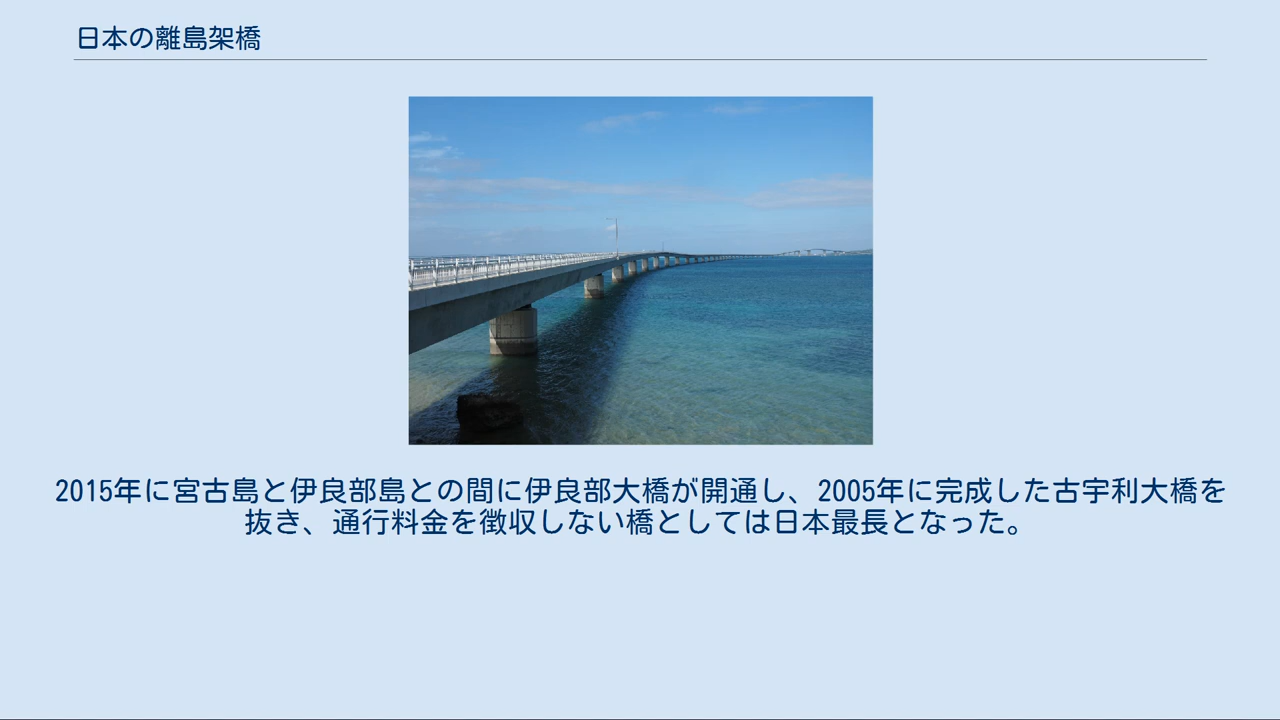 日本の離島架橋
2015年に宮古島と伊良部島との間に伊良部大橋が開通し、2005年に完成した古宇利大橋を
抜き、通行料金を徴収しない橋としては日本最長となった。